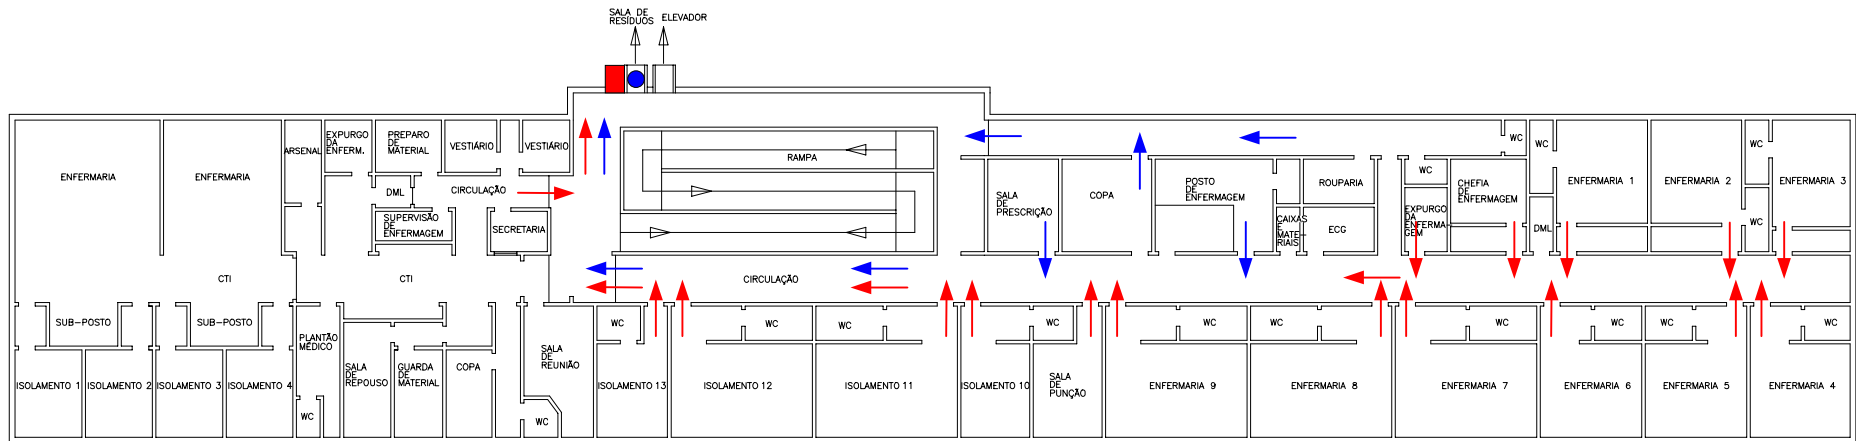 SALA DE
RESÍDUOS
ELEVADOR
ENFERMARIA
ENFERMARIA
ARSENAL
EXPURGO
DA
ENFERM.
PREPARO
DE
MATERIAL
VESTIÁRIO
VESTIÁRIO
DML
CIRCULAÇÃO
SUPERVISÃO
DE
ENFERMAGEM
SECRETARIA
RAMPA
SALA
DE
PRESCRIÇÃO
COPA
POSTO
DE
ENFERMAGEM
CAIXAS
E
MATE-
RIAIS
ROUPARIA
ECG
WC
EXPURGO
DA
ENFERMA-
GEM
CHEFIA
DE
ENFERMAGEM
WC
WC
DML
ENFERMARIA 1
ENFERMARIA 2
WC
WC
ENFERMARIA 3
CTI
CTI
CIRCULAÇÃO
SUB-POSTO
SUB-POSTO
PLANTÃO
MÉDICO
ISOLAMENTO 1
ISOLAMENTO 2
ISOLAMENTO 3
ISOLAMENTO 4
WC
SALA
DE
REPOUSO
GUARDA
DE
MATERIAL
COPA
SALA
DE
REUNIÃO
WC
WC
ISOLAMENTO 13
WC
ISOLAMENTO 12
WC
ISOLAMENTO 11
ISOLAMENTO 10
WC
SALA
DE
PUNÇÃO
WC
ENFERMARIA 9
WC
ENFERMARIA 8
WC
ENFERMARIA 7
WC
ENFERMARIA 6
WC
ENFERMARIA 5
WC
ENFERMARIA 4